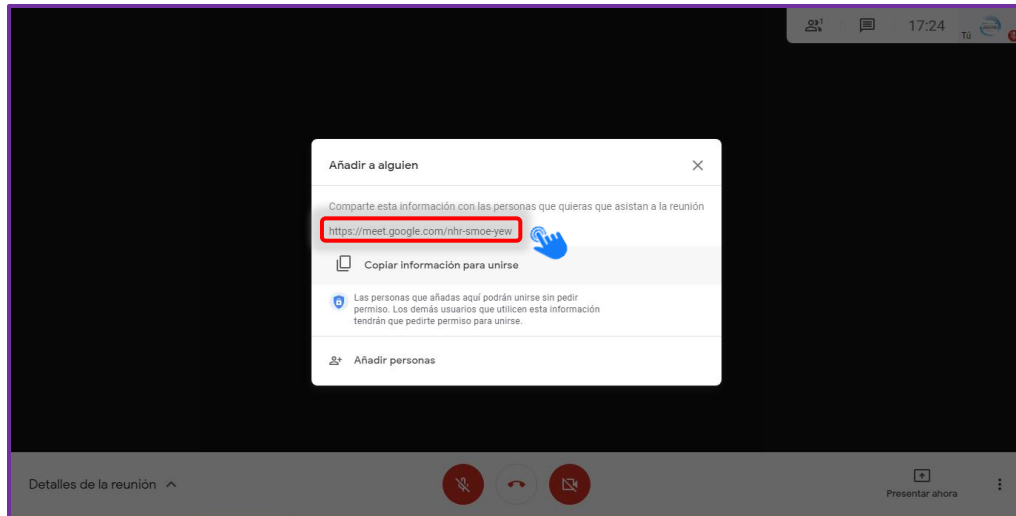 1
17:24
Tú
Añadir a alguien
Comparte esta información con las personas que quieras que asistan a la reunión
https://meet.google.com/nhr-smoe-yew
Copiar información para unirse
Las personas que añadas aquí podrán unirse sin pedir
permiso. Los demás usuarios que utilicen esta información
tendrán que pedirte permiso para unirse.
Añadir personas
Detalles de la reunión
Presentar ahora